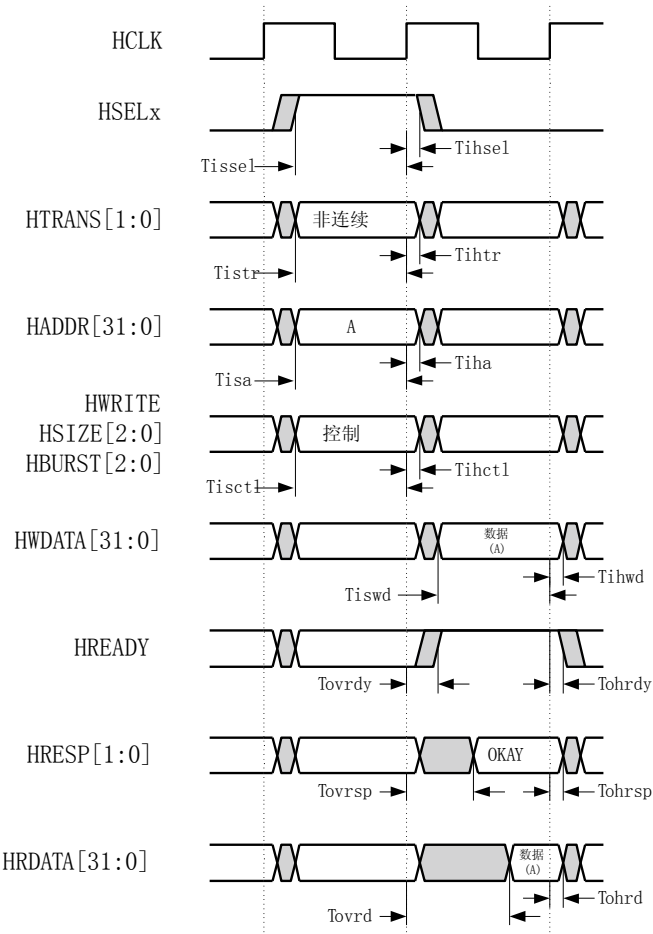 HCLK
HSELx
Tihsel
Tissel
HTRANS[1:0]
非连续
Tihtr
Tistr
HADDR[31:0]
A
Tiha
Tisa
HWRITE
HSIZE[2:0]
控制
HBURST[2:0]
Tihctl
Tisctl
HWDATA[31:0]
数据
(A)
Tihwd
Tiswd
HREADY
Tovrdy
Tohrdy
HRESP[1:0]
OKAY
Tovrsp
Tohrsp
HRDATA[31:0]
数据
(A)
Tohrd
Tovrd